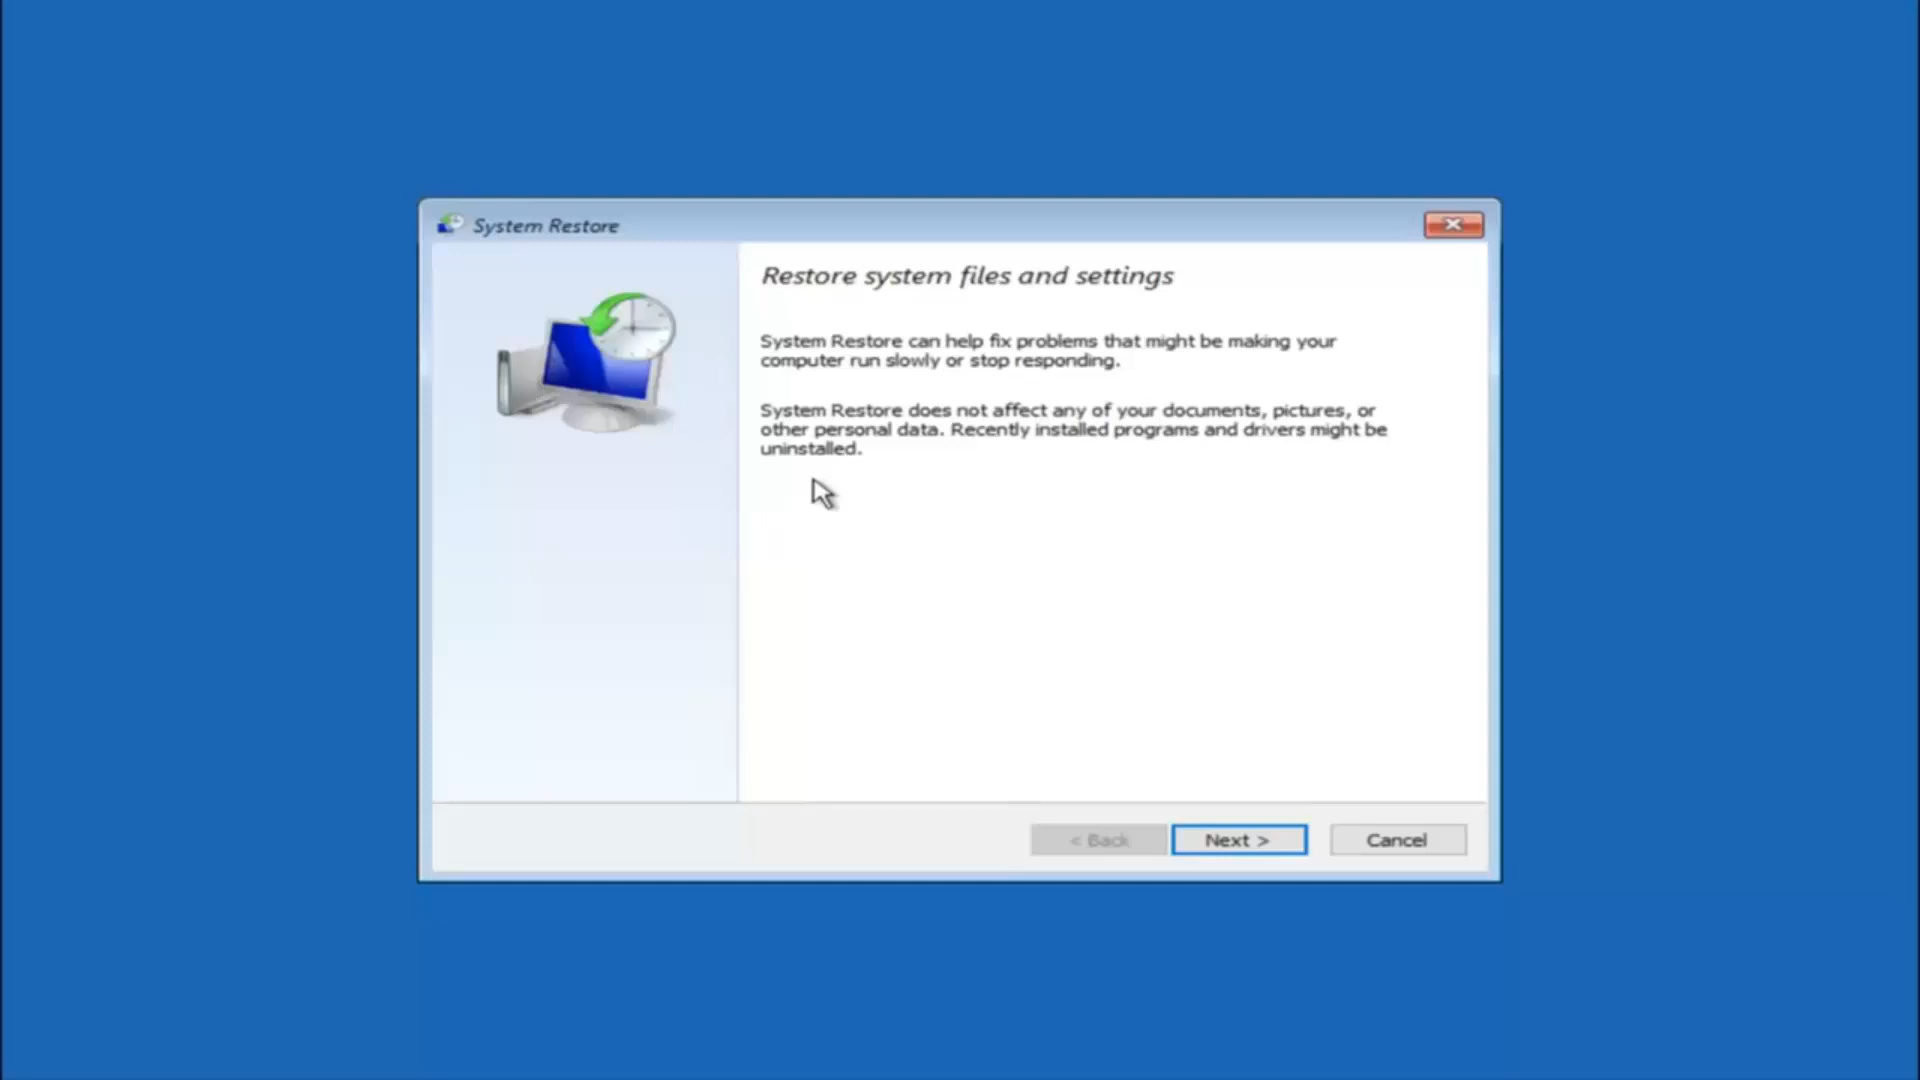 System Restore
Restore system files and settings
System Restore can help fix problems that might be making your
computer run slowly or stop responding.
System Restore does not affect any of your documents, pictures, or
other personal data. Recently installed programs and drivers might be
uninstalled.
< Back Next > Cancel